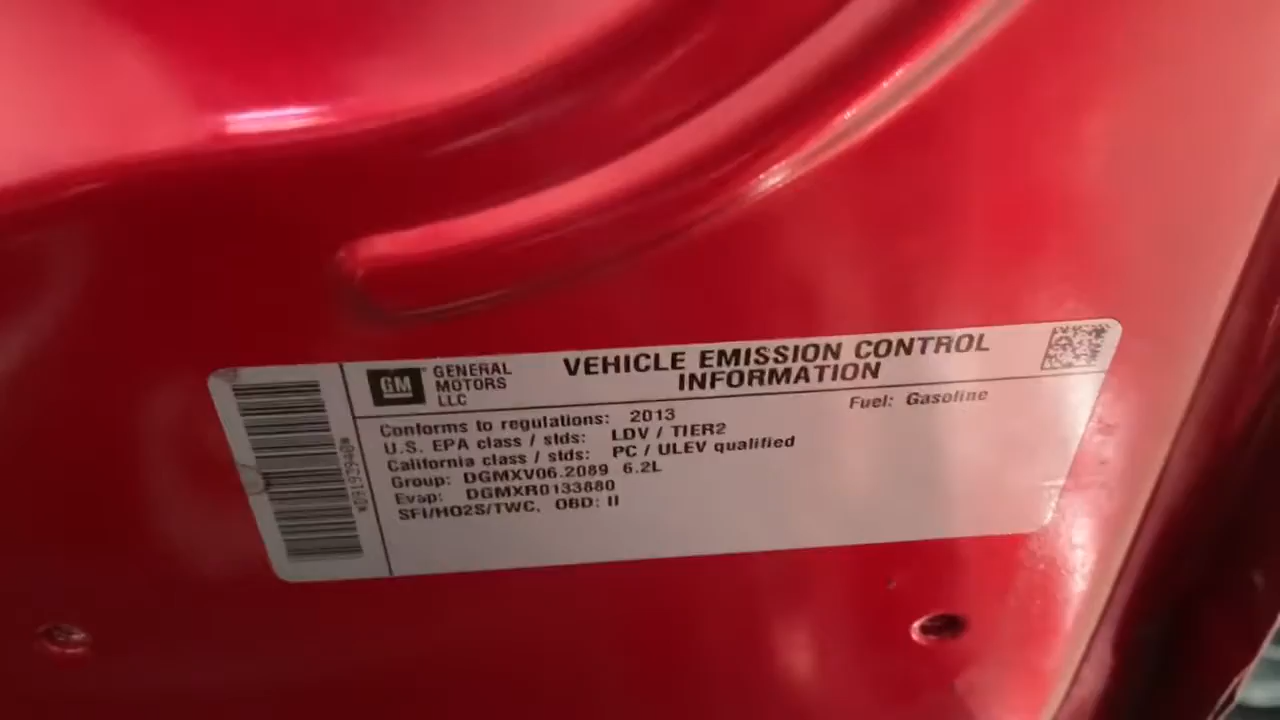 GM GENERAL MOTORS LLC
VEHICLE EMISSION CONTROL
INFORMATION
Conforms to regulations: 2013 Fuel: Gasoline
U.S. EPA class / stds: LDV / TIER2
California class / stds: PC / ULEV qualified
Group: DGMXV06.2089 6.2L
Evap: DGMXR0133880
SFI/HO2S/TWC, OBD: II